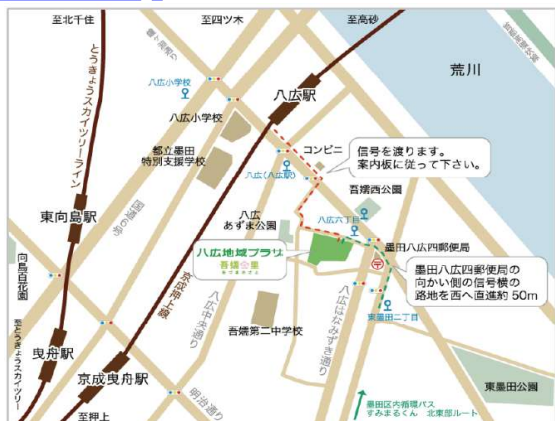 至北千住
至四ツ木
至高砂
とうきょうスカイツリーライン
鐘ヶ淵通り
荒川
八広小学校
八広駅
八広小学校
コンビニ
信号を渡ります。
案内板に従って下さい。
都立墨田
特別支援学校
八広(八広駅)
吾嬬西公園
国道6号
八広
あずま公園
八広六丁目
東向島駅
墨田八広四郵便局
八広地域プラザ
吾嬬の里
向島百花園
京成押上線
八広中央通り
八広はなみずき通り
墨田八広四郵便局の
向かい側の信号横の
路地を西へ直進約50m
吾嬬第二中学校
東墨田二丁目
至とうきょうスカイツリー
曳舟駅
京成曳舟駅
明治通り
東墨田公園
墨田区内循環バス
すみまるくん 北東部ルート
至押上